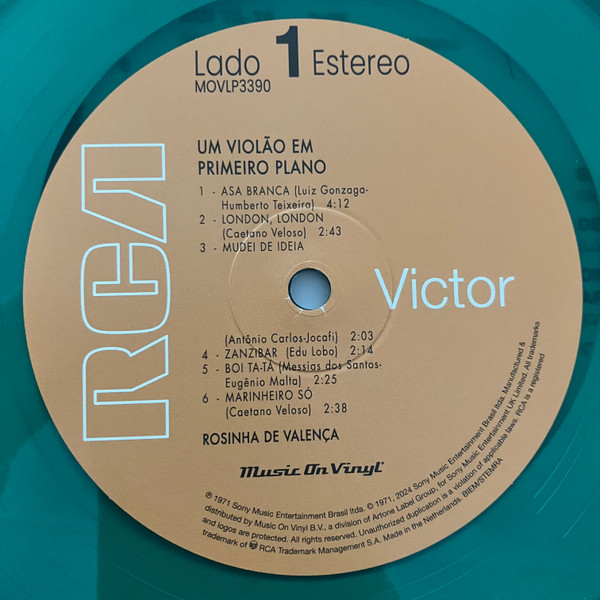 Lado 1 Estereo
MOVLP3390
UM VIOLÃO EM
PRIMEIRO PLANO
1 - ASA BRANCA (Luiz Gonzaga-
Humberto Teixeira) 4:12
2 - LONDON, LONDON
(Caetano Veloso) 2:43
3 - MUDEI DE IDEIA
RCA
Victor
(Antônio Carlos-Jocafi) 2:03
4 - ZANZIBAR (Edu Lobo) 2:14
5 - BOI TA-TÁ (Messias dos Santos-
Eugênio Malta) 2:25
6 - MARINHEIRO SÓ
(Caetano Veloso) 2:38
ROSINHA DE VALENÇA
Music On Vinyl
℗ 1971 Sony Music Entertainment Brasil ltda. © 1971, 2024 Sony Music Entertainment Brasil ltda. Manufactured &
distributed by Music On Vinyl B.V., a division of Artone Label Group, for Sony Music Entertainment UK Limited. All trademarks
and logos are protected. All rights reserved. Unauthorized duplication is a violation of applicable laws. RCA is a registered
trademark of RCA Trademark Management S.A. Made in the Netherlands. BIEM/STEMRA